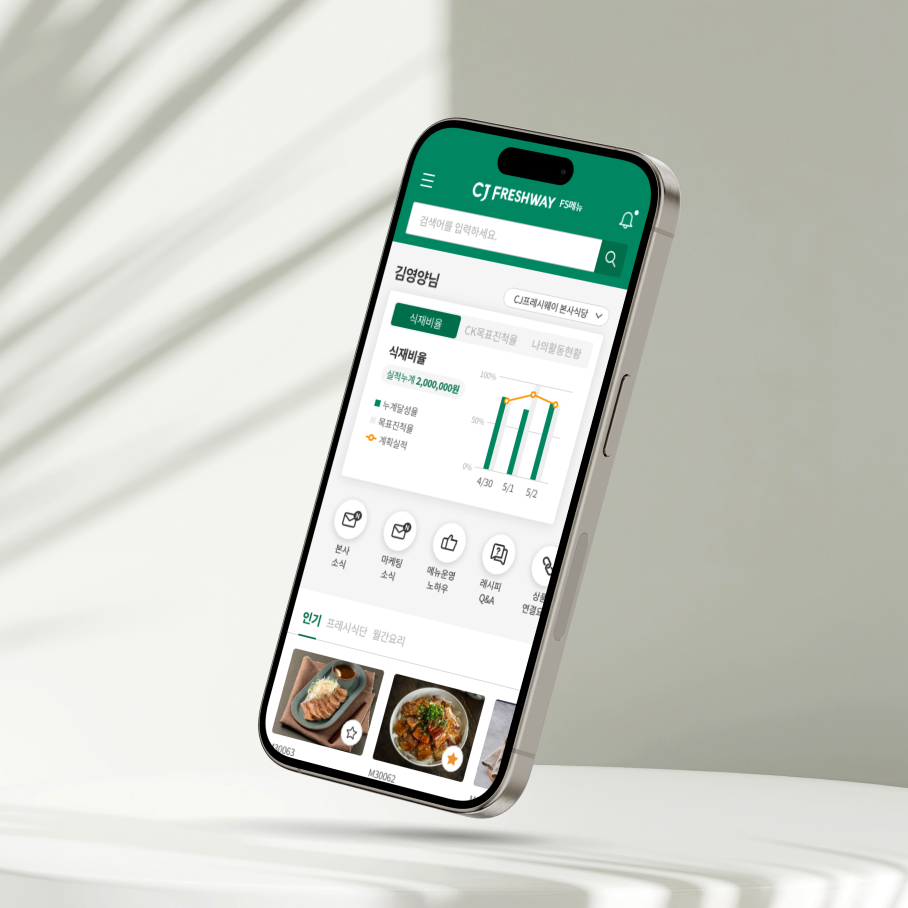 CJ FRESHWAY FS메뉴
검색어를 입력하세요.
김영양님
CJ프레시웨이 본사식당
식재비율 CK목표진척율 나의활동현황
식재비율
실적누계 2,000,000원
누계달성율
목표진척율
계획실적
100%
50%
0%
4/30 5/1 5/2
N
N
본사
소식
마케팅
소식
메뉴운영
노하우
?
레시피
Q&A
상품
연결요
인기 프레시식단 월간요리
30063
M30062